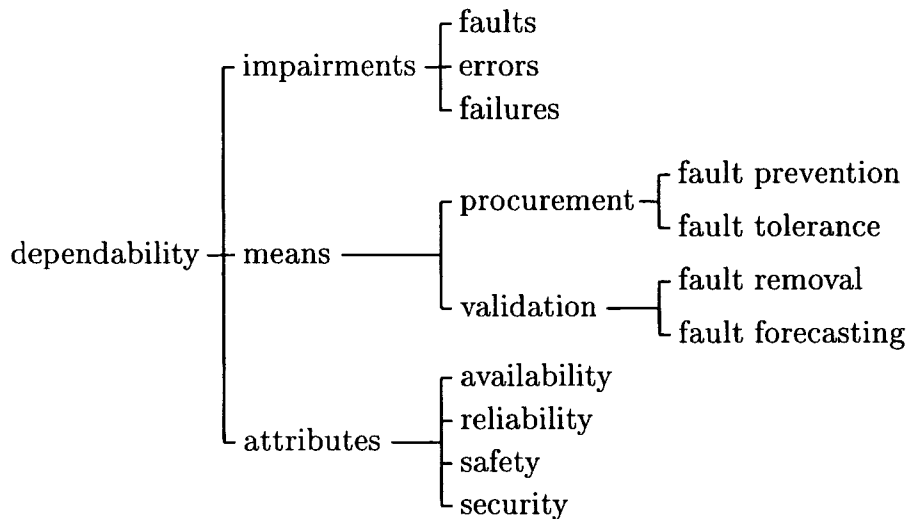 faults
impairments errors
failures
fault prevention
procurement
fault tolerance
dependability means
fault removal
validation
fault forecasting
availability
reliability
attributes
safety
security